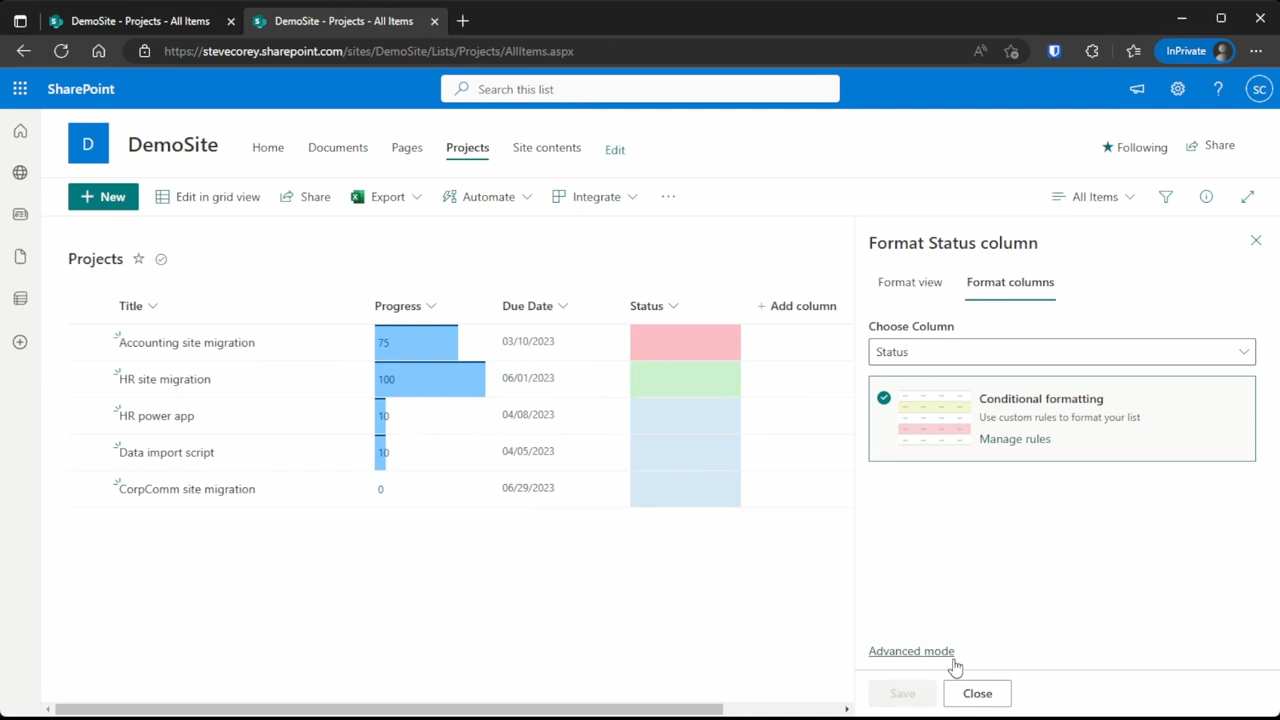 DemoSite - Projects - All Items
DemoSite - Projects - All Items
https://stevecorey.sharepoint.com/sites/DemoSite/Lists/Projects/AllItems.aspx
InPrivate
SharePoint
Search this list
SC
D
DemoSite
Home
Documents
Pages
Projects
Site contents
Edit
Following
Share
New
Edit in grid view
Share
Export
Automate
Integrate
All Items
Projects
Title Progress Due Date Status + Add column
Accounting site migration 75 03/10/2023
HR site migration 100 06/01/2023
HR power app 10 04/08/2023
Data import script 10 04/05/2023
CorpComm site migration 0 06/29/2023
Format Status column
Format view Format columns
Choose Column
Status
Conditional formatting
Use custom rules to format your list
Manage rules
Advanced mode
Save Close